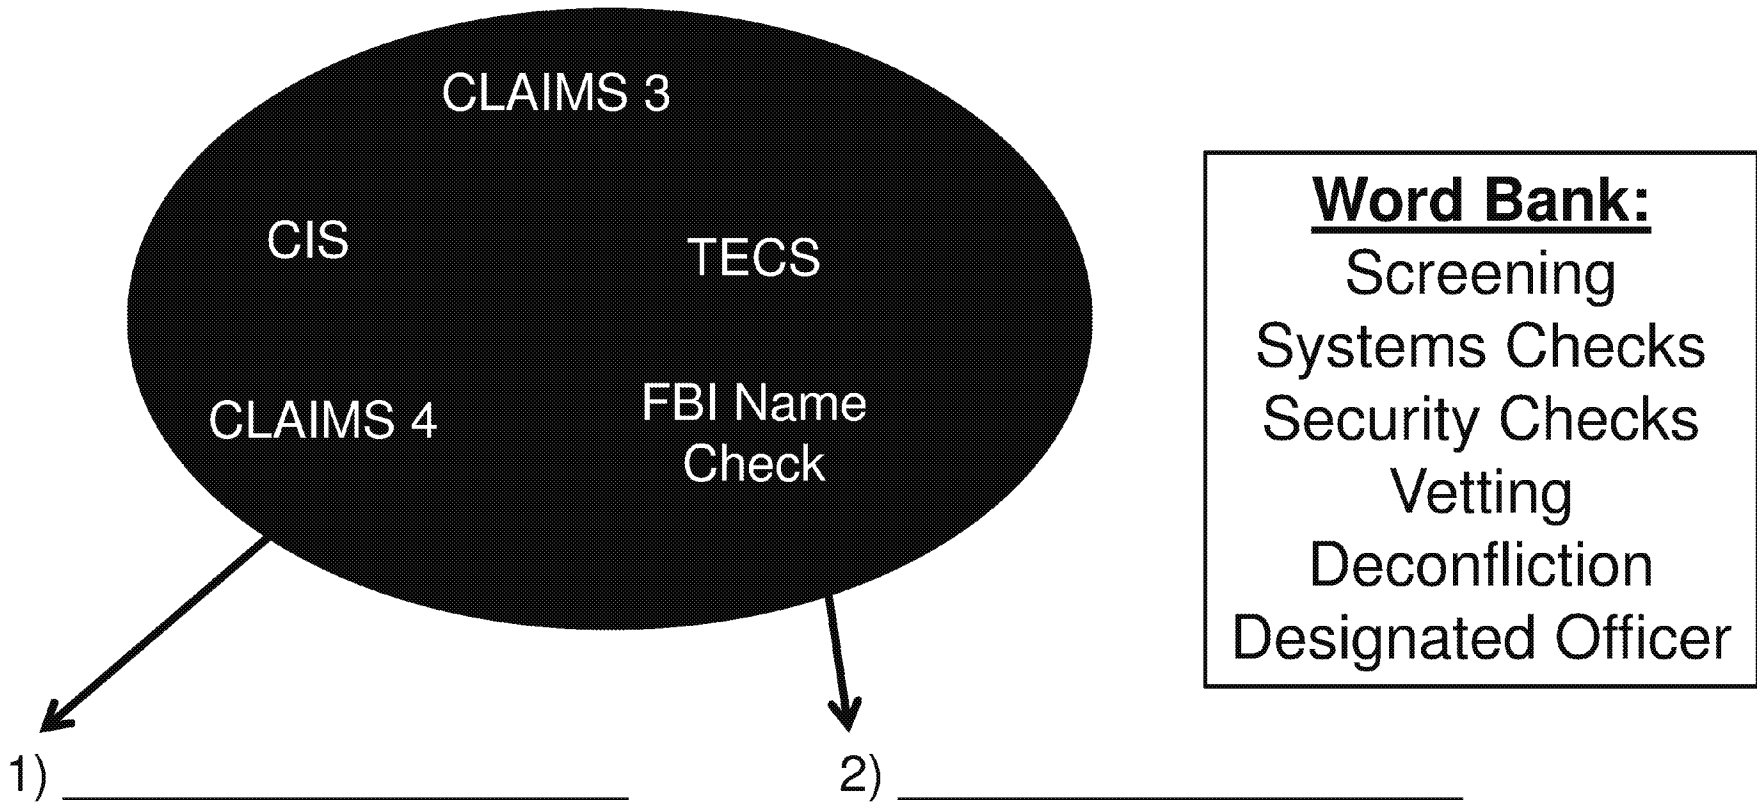 CLAIMS 3
CIS
TECS
CLAIMS 4
FBI Name
Check
Word Bank:
Screening
Systems Checks
Security Checks
Vetting
Deconfliction
Designated Officer
1) ____________________
2) ____________________